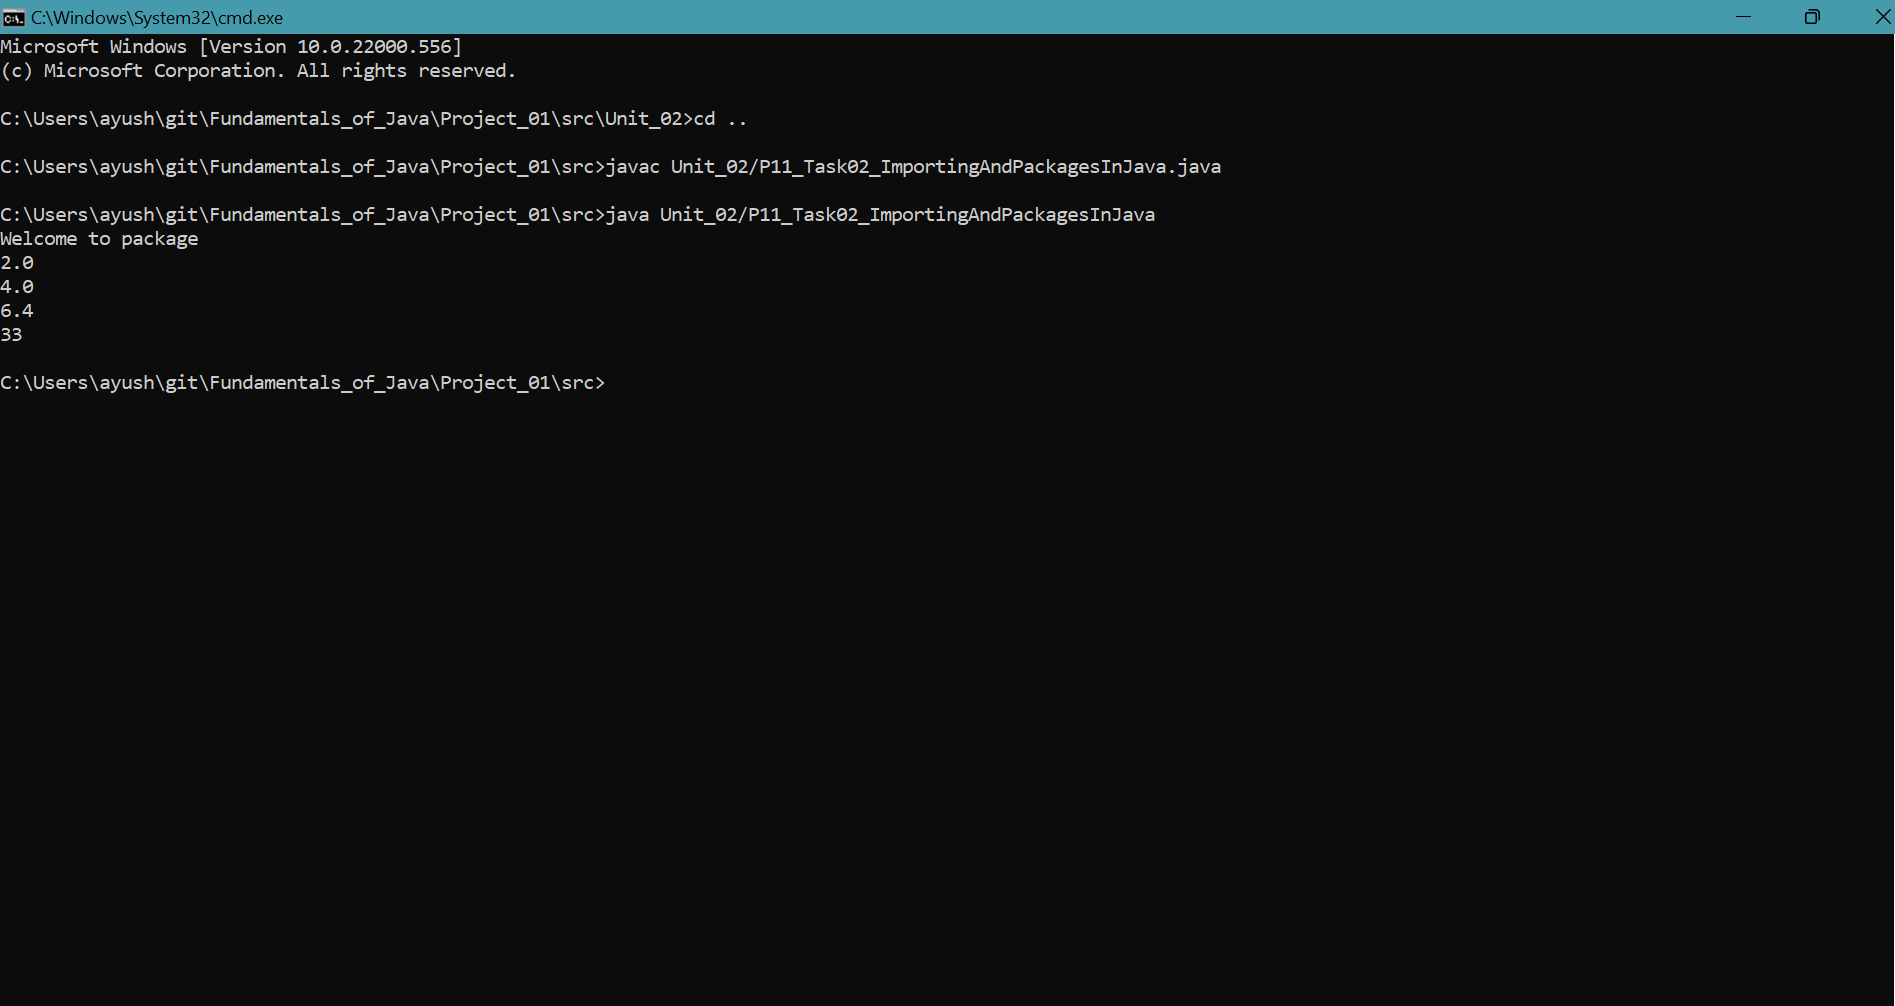 C:\Windows\System32\cmd.exe
Microsoft Windows [Version 10.0.22000.556]
(c) Microsoft Corporation. All rights reserved.
C:\Users\ayush\git\Fundamentals_of_Java\Project_01\src\Unit_02>cd ..
C:\Users\ayush\git\Fundamentals_of_Java\Project_01\src>javac Unit_02/P11_Task02_ImportingAndPackagesInJava.java
C:\Users\ayush\git\Fundamentals_of_Java\Project_01\src>java Unit_02/P11_Task02_ImportingAndPackagesInJava
Welcome to package
2.0
4.0
6.4
33
C:\Users\ayush\git\Fundamentals_of_Java\Project_01\src>